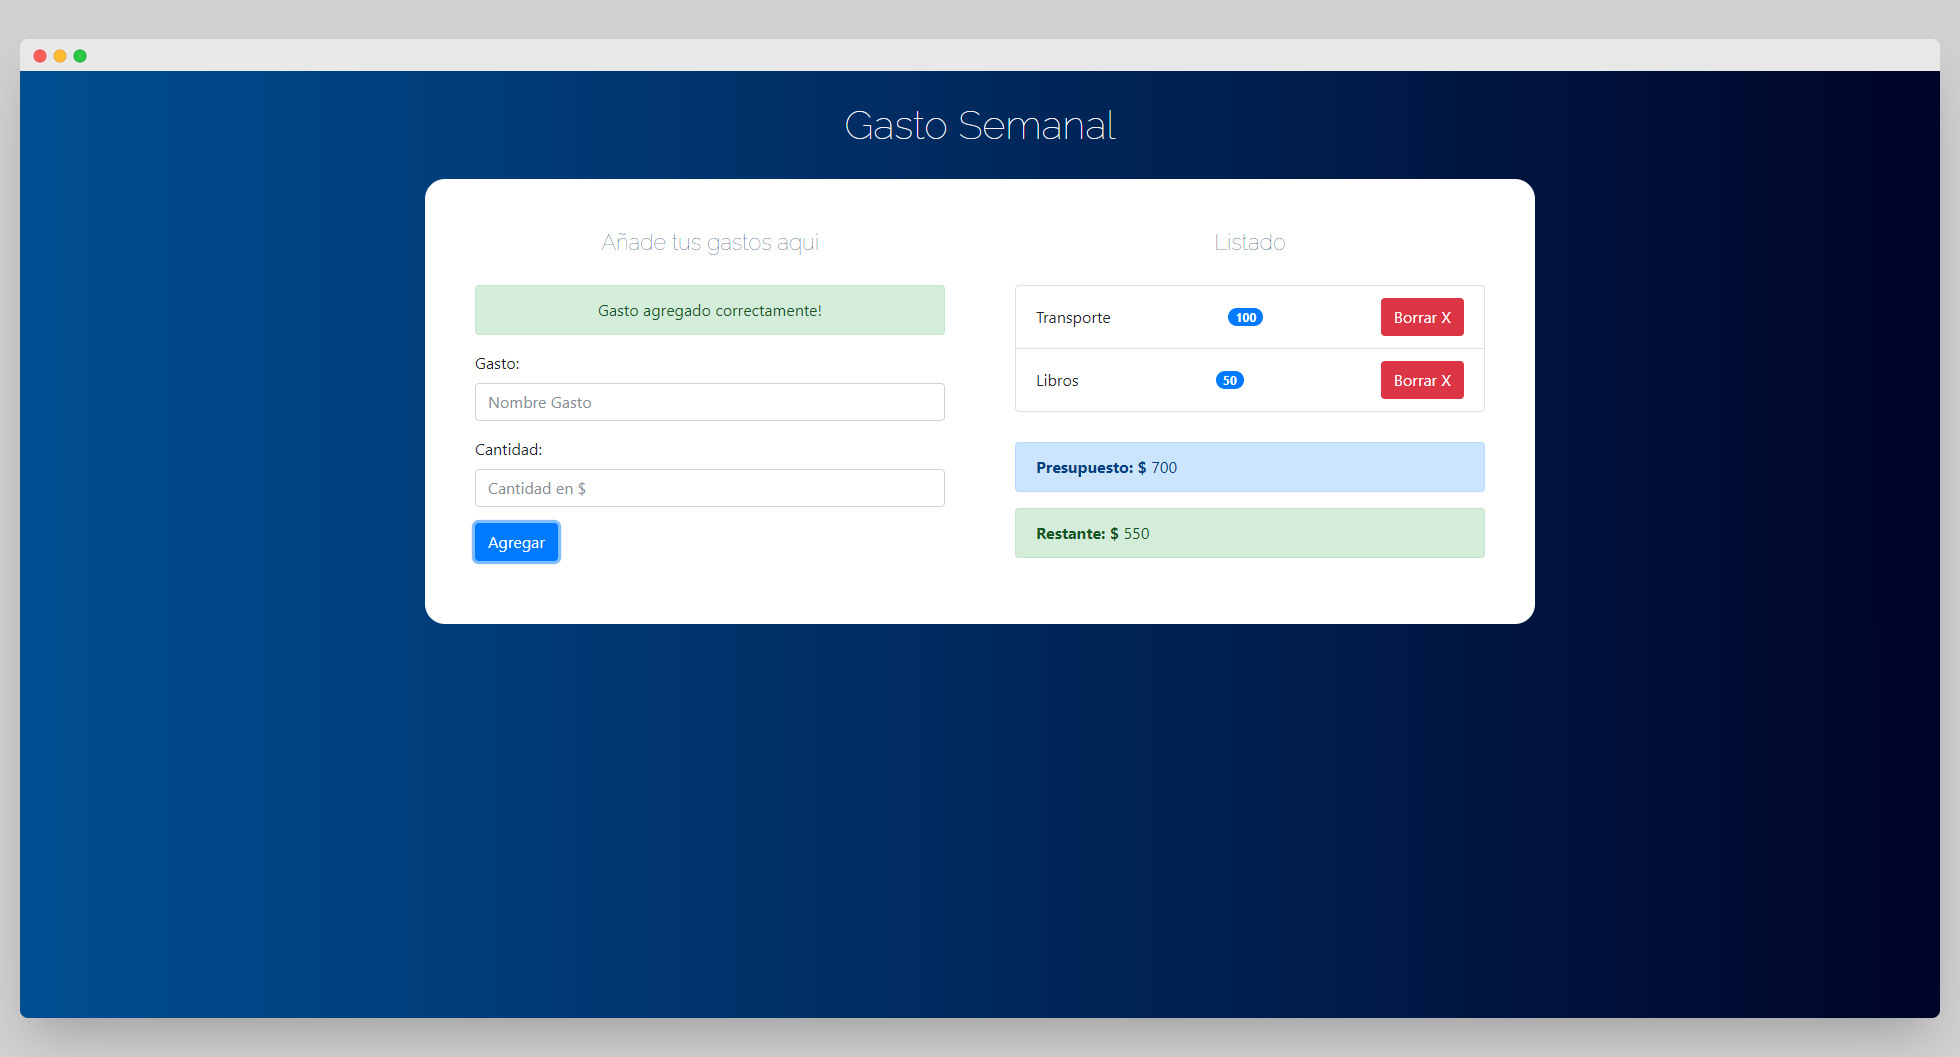 Gasto Semanal
Añade tus gastos aqui
Gasto agregado correctamente!
Gasto:
Nombre Gasto
Cantidad:
Cantidad en $
Agregar
Listado
Transporte 100 Borrar X
Libros 50 Borrar X
Presupuesto: $ 700
Restante: $ 550